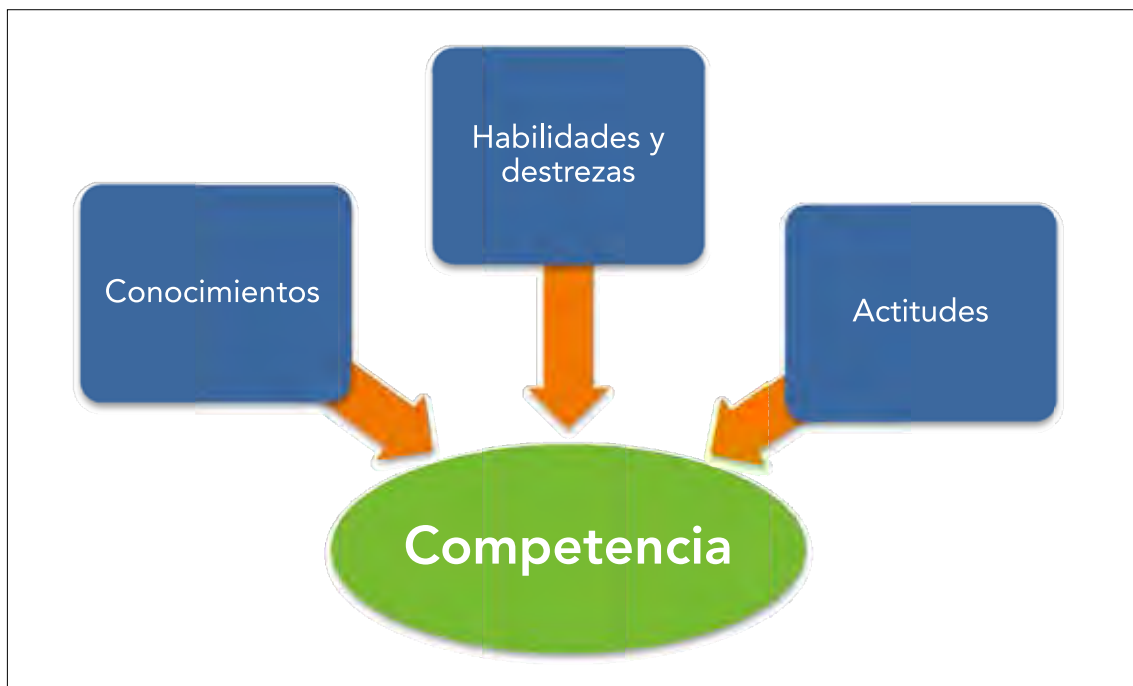 Habilidades y
destrezas
Conocimientos
Actitudes
Competencia